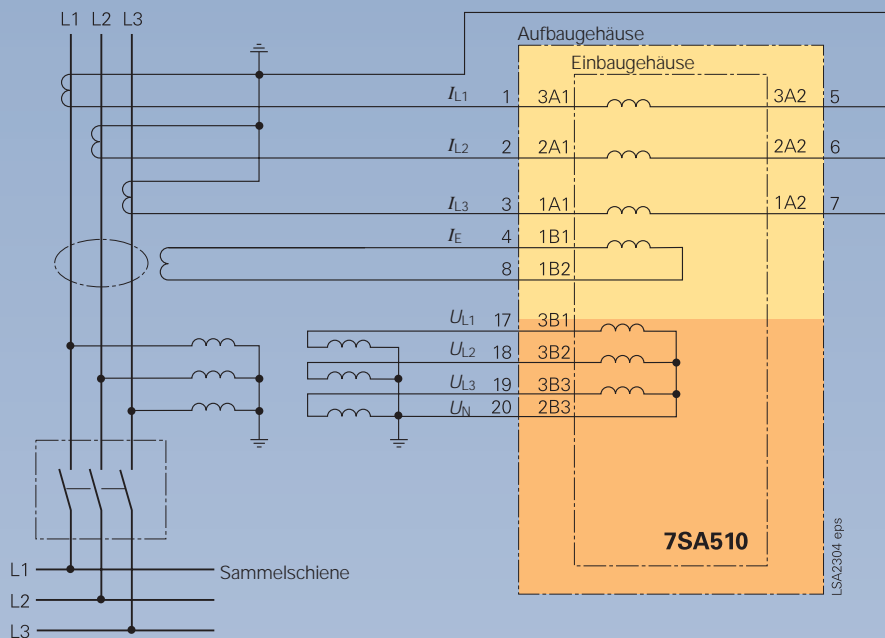 L1 L2 L3
Aufbaugehäuse
Einbaugehäuse
IL1 1 3A1 3A2 5
IL2 2 2A1 2A2 6
IL3 3 1A1 1A2 7
IE 4 1B1
8 1B2
UL1 17 3B1
UL2 18 3B2
UL3 19 3B3
UN 20 2B3
7SA510
LSA2304 eps
L1 Sammelschiene
L2
L3